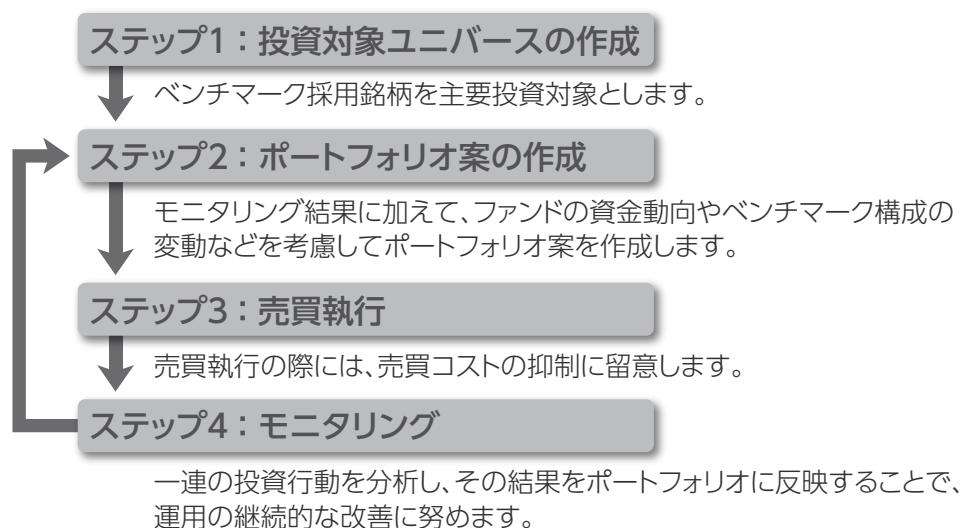 ステップ1：投資対象ユニバースの作成
ベンチマーク採用銘柄を主要投資対象とします。
ステップ2：ポートフォリオ案の作成
モニタリング結果に加えて、ファンドの資金動向やベンチマーク構成の
変動などを考慮してポートフォリオ案を作成します。
ステップ3：売買執行
売買執行の際には、売買コストの抑制に留意します。
ステップ4：モニタリング
一連の投資行動を分析し、その結果をポートフォリオに反映することで、
運用の継続的な改善に努めます。